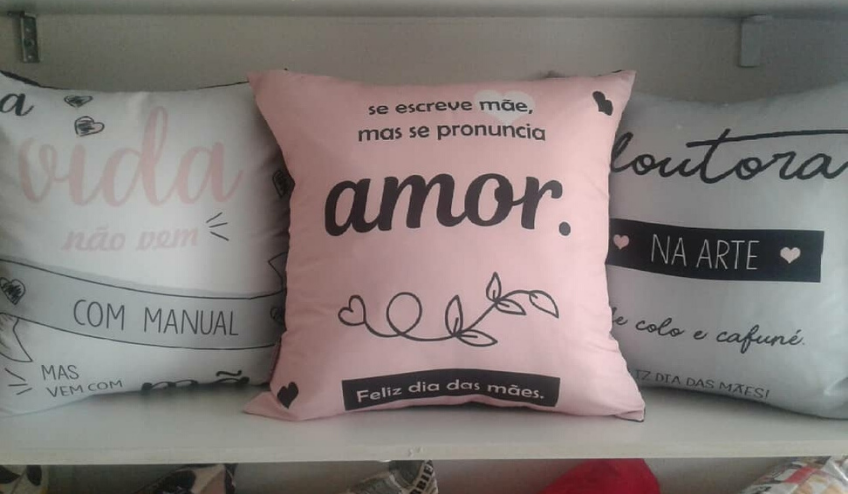 a
vida
não vem
COM MANUAL
MAS
VEM COM
se escreve mãe,
mas se pronuncia
amor.
Feliz dia das mães.
doutora
NA ARTE
de colo e cafuné.
DIA DAS MÃES!